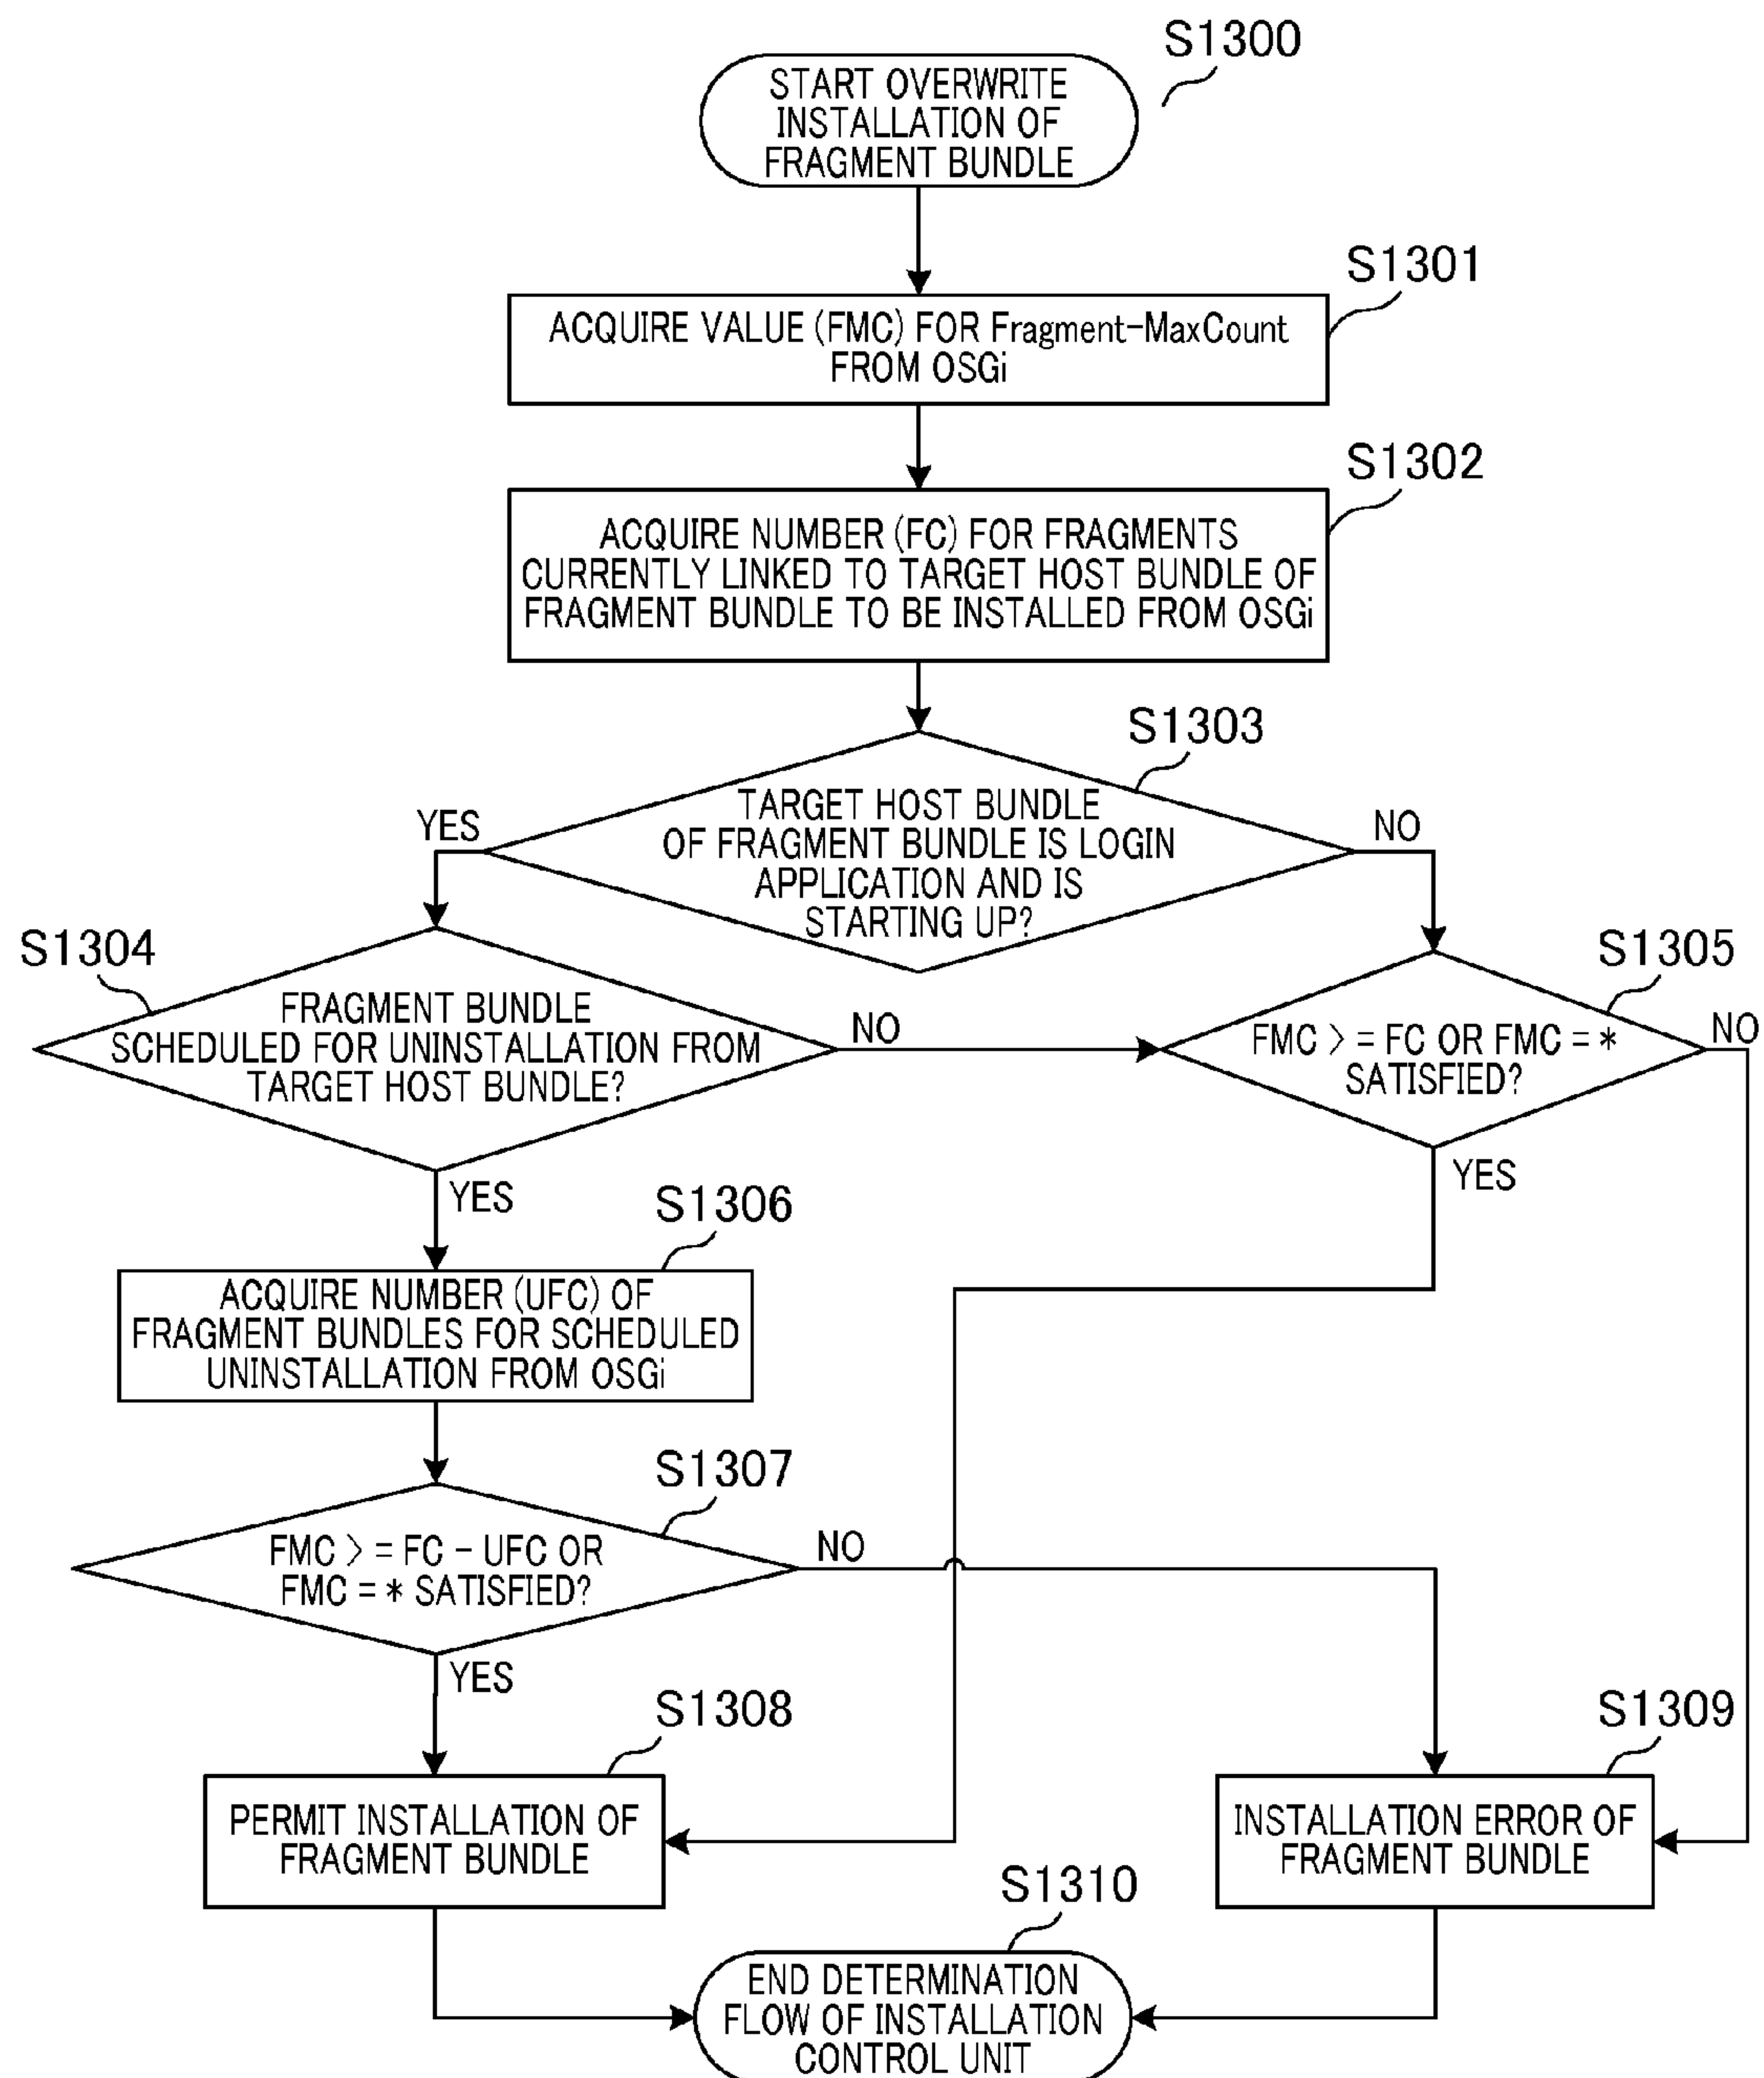 S1300
START OVERWRITE
INSTALLATION OF
FRAGMENT BUNDLE
S1301
ACQUIRE VALUE (FMC) FOR Fragment-MaxCount
FROM OSGi
S1302
ACQUIRE NUMBER (FC) FOR FRAGMENTS
CURRENTLY LINKED TO TARGET HOST BUNDLE OF
FRAGMENT BUNDLE TO BE INSTALLED FROM OSGi
S1303
TARGET HOST BUNDLE
OF FRAGMENT BUNDLE IS LOGIN
APPLICATION AND IS
STARTING UP?
YES
NO
S1304
FRAGMENT BUNDLE
SCHEDULED FOR UNINSTALLATION FROM
TARGET HOST BUNDLE?
NO
YES
S1305
FMC > = FC OR FMC = *
SATISFIED?
NO
YES
S1306
ACQUIRE NUMBER (UFC) OF
FRAGMENT BUNDLES FOR SCHEDULED
UNINSTALLATION FROM OSGi
S1307
FMC > = FC - UFC OR
FMC = * SATISFIED?
NO
YES
S1308
PERMIT INSTALLATION OF
FRAGMENT BUNDLE
S1309
INSTALLATION ERROR OF
FRAGMENT BUNDLE
S1310
END DETERMINATION
FLOW OF INSTALLATION
CONTROL UNIT